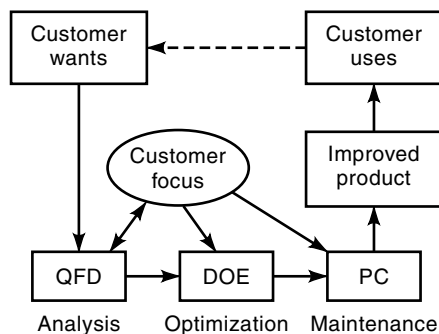 Customer
wants
Customer
uses
Customer
focus
Improved
product
QFD
DOE
PC
Analysis
Optimization
Maintenance